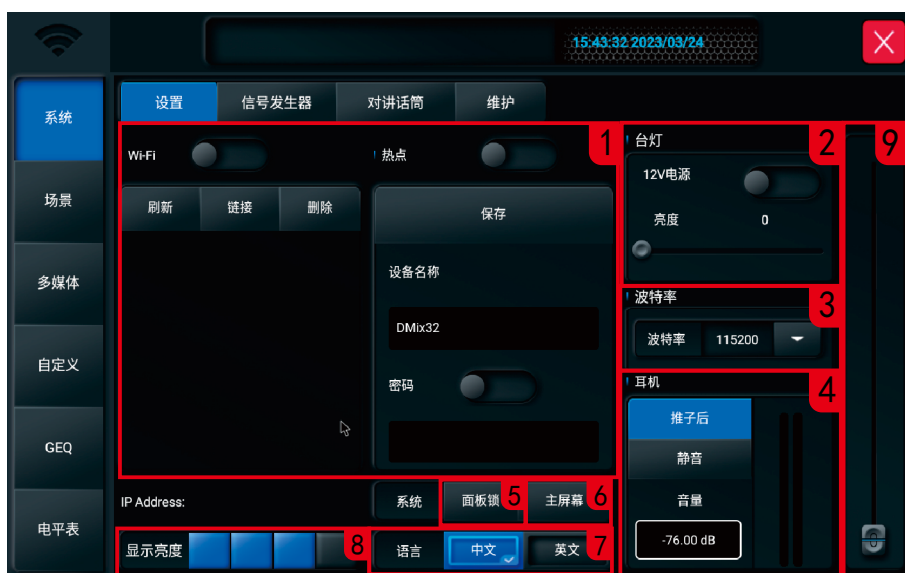 15:43:32 2023/03/24
系统
场景
多媒体
自定义
GEQ
电平表
设置 信号发生器 对讲话筒 维护
Wi-Fi 热点 1
刷新 链接 删除
保存
设备名称
DMix32
密码
IP Address: 系统 面板锁 5 主屏幕 6
显示亮度 8
语言 中文 英文 7
台灯 2
12V电源
亮度 0
波特率 3
波特率 115200
耳机 4
推子后
静音
音量
-76.00 dB
9
0